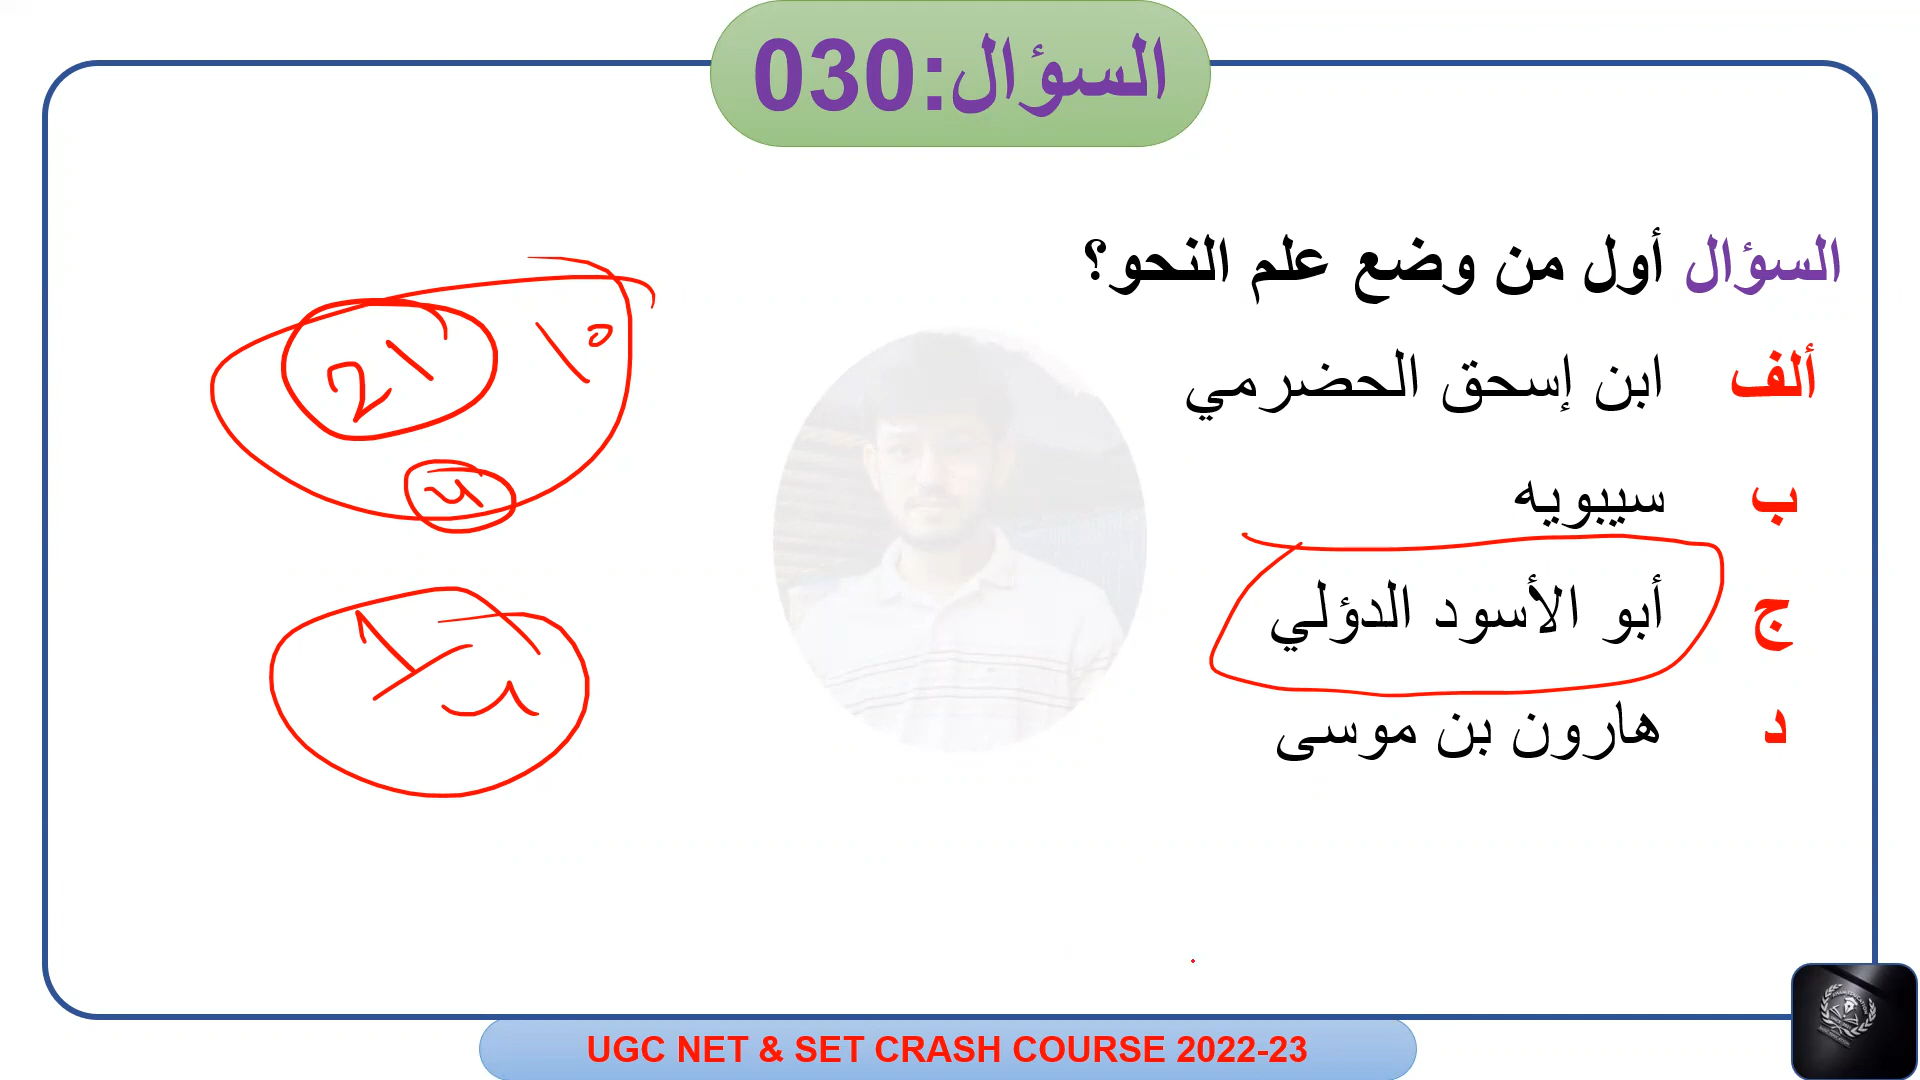 السؤال:030
السؤال أول من وضع علم النحو؟
ألف ابن إسحق الحضرمي
ب سيبويه
ج أبو الأسود الدؤلي
د هارون بن موسى
UGC NET & SET CRASH COURSE 2022-23